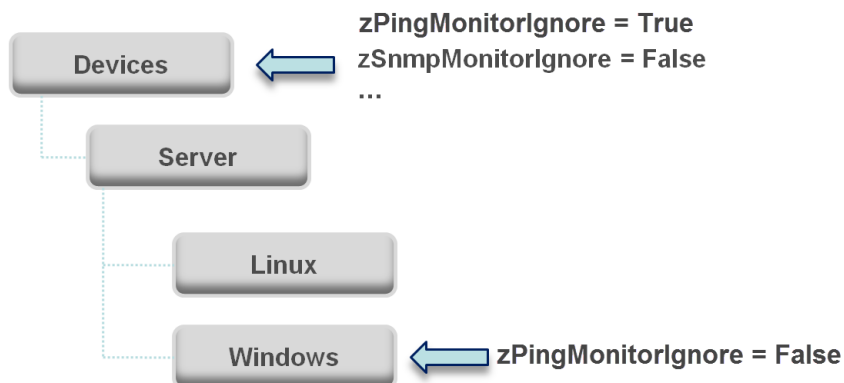 zPingMonitorIgnore = True
Devices
zSnmpMonitorIgnore = False
...
Server
Linux
Windows
zPingMonitorIgnore = False